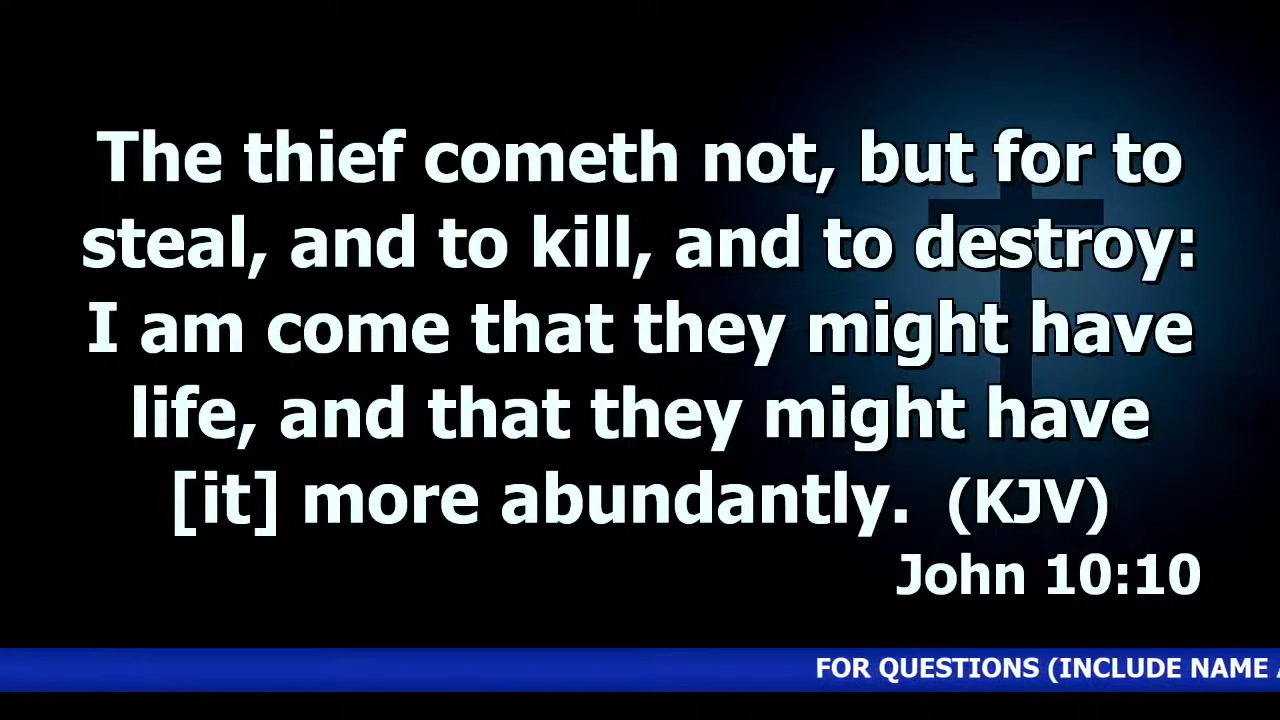 The thief cometh not, but for to
steal, and to kill, and to destroy:
I am come that they might have
life, and that they might have
[it] more abundantly. (KJV)
John 10:10
FOR QUESTIONS (INCLUDE NAME